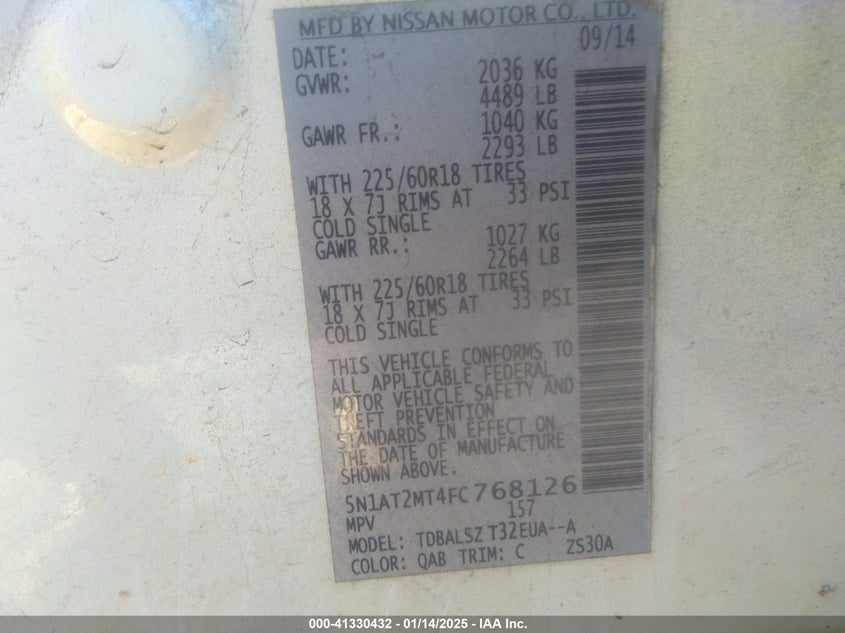 MFD BY NISSAN MOTOR CO., LTD.
DATE: 09/14
GVWR: 2036 KG
4489 LB
GAWR FR.: 1040 KG
2293 LB
WITH 225/60R18 TIRES
18 X 7J RIMS AT 33 PSI
COLD SINGLE
GAWR RR.: 1027 KG
2264 LB
WITH 225/60R18 TIRES
18 X 7J RIMS AT 33 PSI
COLD SINGLE
THIS VEHICLE CONFORMS TO
ALL APPLICABLE FEDERAL
MOTOR VEHICLE SAFETY AND
THEFT PREVENTION
STANDARDS IN EFFECT ON
THE DATE OF MANUFACTURE
SHOWN ABOVE.
5N1AT2MT4FC768126
MPV 157
MODEL: TDBALSZ T32EUA--A
COLOR: QAB TRIM: C ZS30A
000-41330432 - 01/14/2025 - IAA Inc.